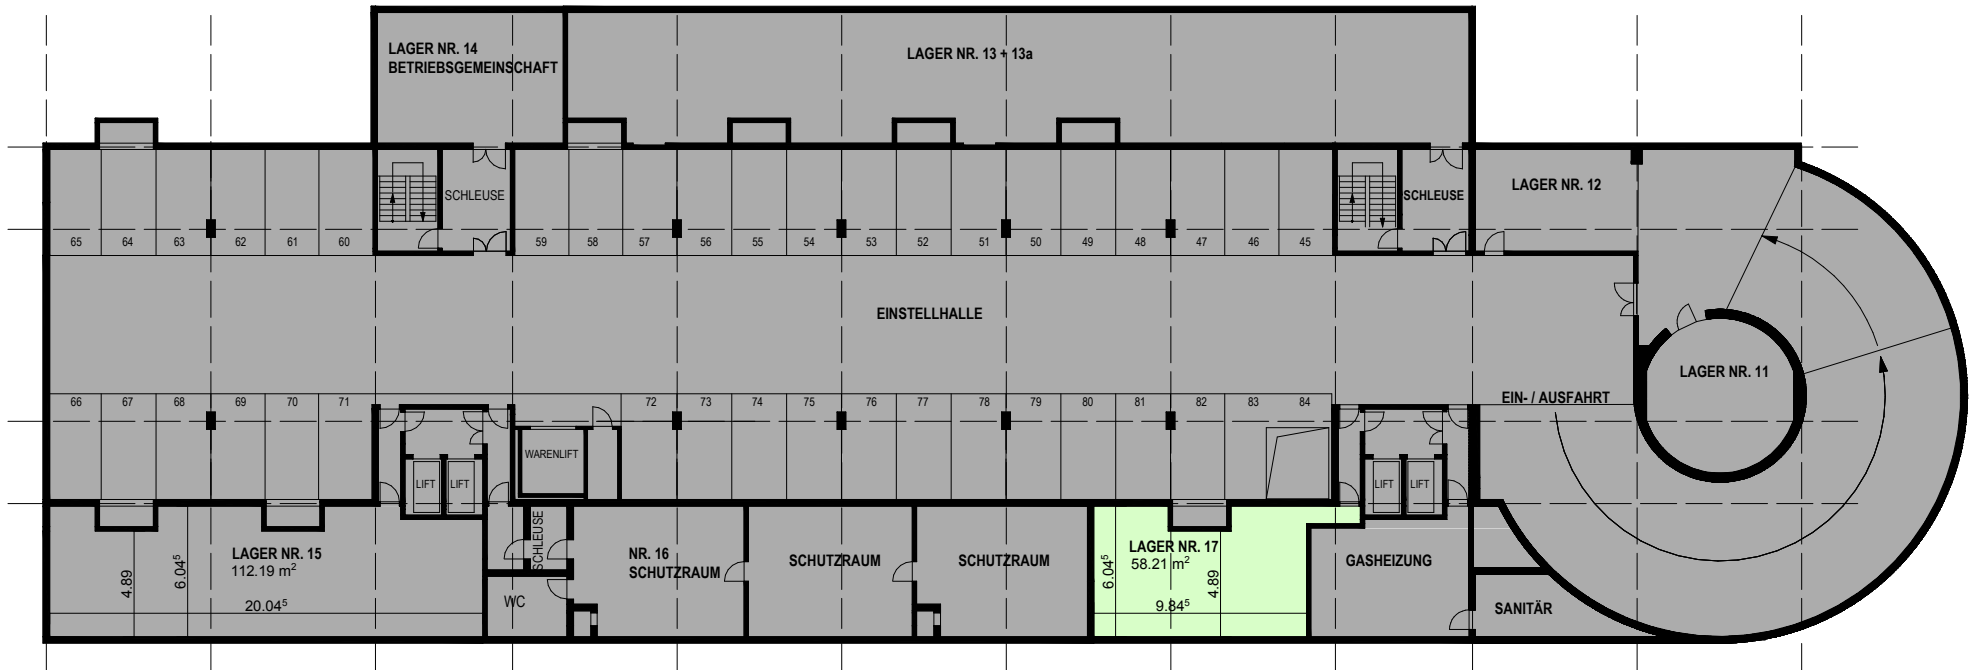 LAGER NR. 14
BETRIEBSGEMEINSCHAFT
LAGER NR. 13 + 13a
SCHLEUSE
SCHLEUSE
LAGER NR. 12
65 64 63 62 61 60 59 58 57 56 55 54 53 52 51 50 49 48 47 46 45
EINSTELLHALLE
LAGER NR. 11
EIN- / AUSFAHRT
66 67 68 69 70 71 72 73 74 75 76 77 78 79 80 81 82 83 84
WARENLIFT
LIFT LIFT
LIFT LIFT
LAGER NR. 15
112.19 m²
4.89
6.04⁵
20.04⁵
SCHLEUSE
WC
NR. 16
SCHUTZRAUM
SCHUTZRAUM
SCHUTZRAUM
LAGER NR. 17
58.21 m²
6.04⁵
4.89
9.84⁵
GASHEIZUNG
SANITÄR